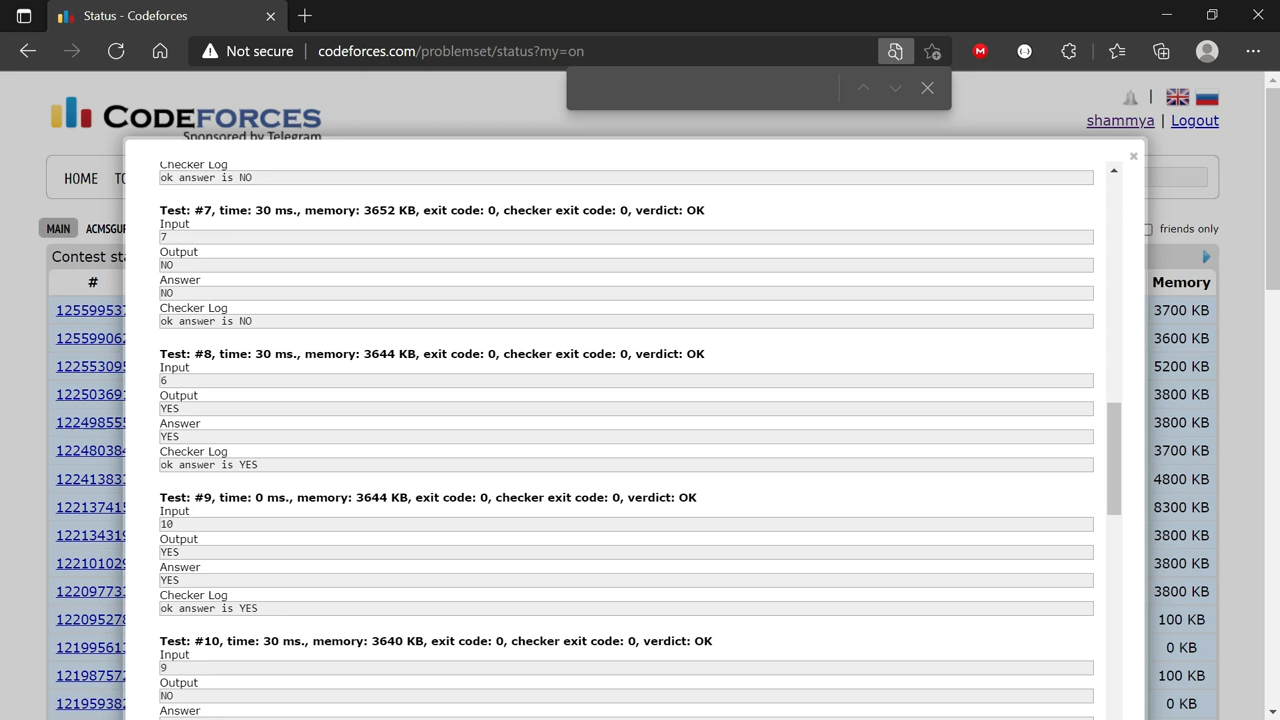 Status - Codeforces
Not secure
codeforces.com/problemset/status?my=on
CODEFORCES
Sponsored by Telegram
shammya | Logout
HOME
MAIN
friends only
Contest
#
Memory
3700 KB
3600 KB
5200 KB
3800 KB
3800 KB
3700 KB
4800 KB
8300 KB
3800 KB
3800 KB
3800 KB
100 KB
0 KB
100 KB
0 KB
Checker Log
ok answer is NO
Test: #7, time: 30 ms., memory: 3652 KB, exit code: 0, checker exit code: 0, verdict: OK
Input
7
Output
NO
Answer
NO
Checker Log
ok answer is NO
Test: #8, time: 30 ms., memory: 3644 KB, exit code: 0, checker exit code: 0, verdict: OK
Input
6
Output
YES
Answer
YES
Checker Log
ok answer is YES
Test: #9, time: 0 ms., memory: 3644 KB, exit code: 0, checker exit code: 0, verdict: OK
Input
10
Output
YES
Answer
YES
Checker Log
ok answer is YES
Test: #10, time: 30 ms., memory: 3640 KB, exit code: 0, checker exit code: 0, verdict: OK
Input
9
Output
NO
Answer